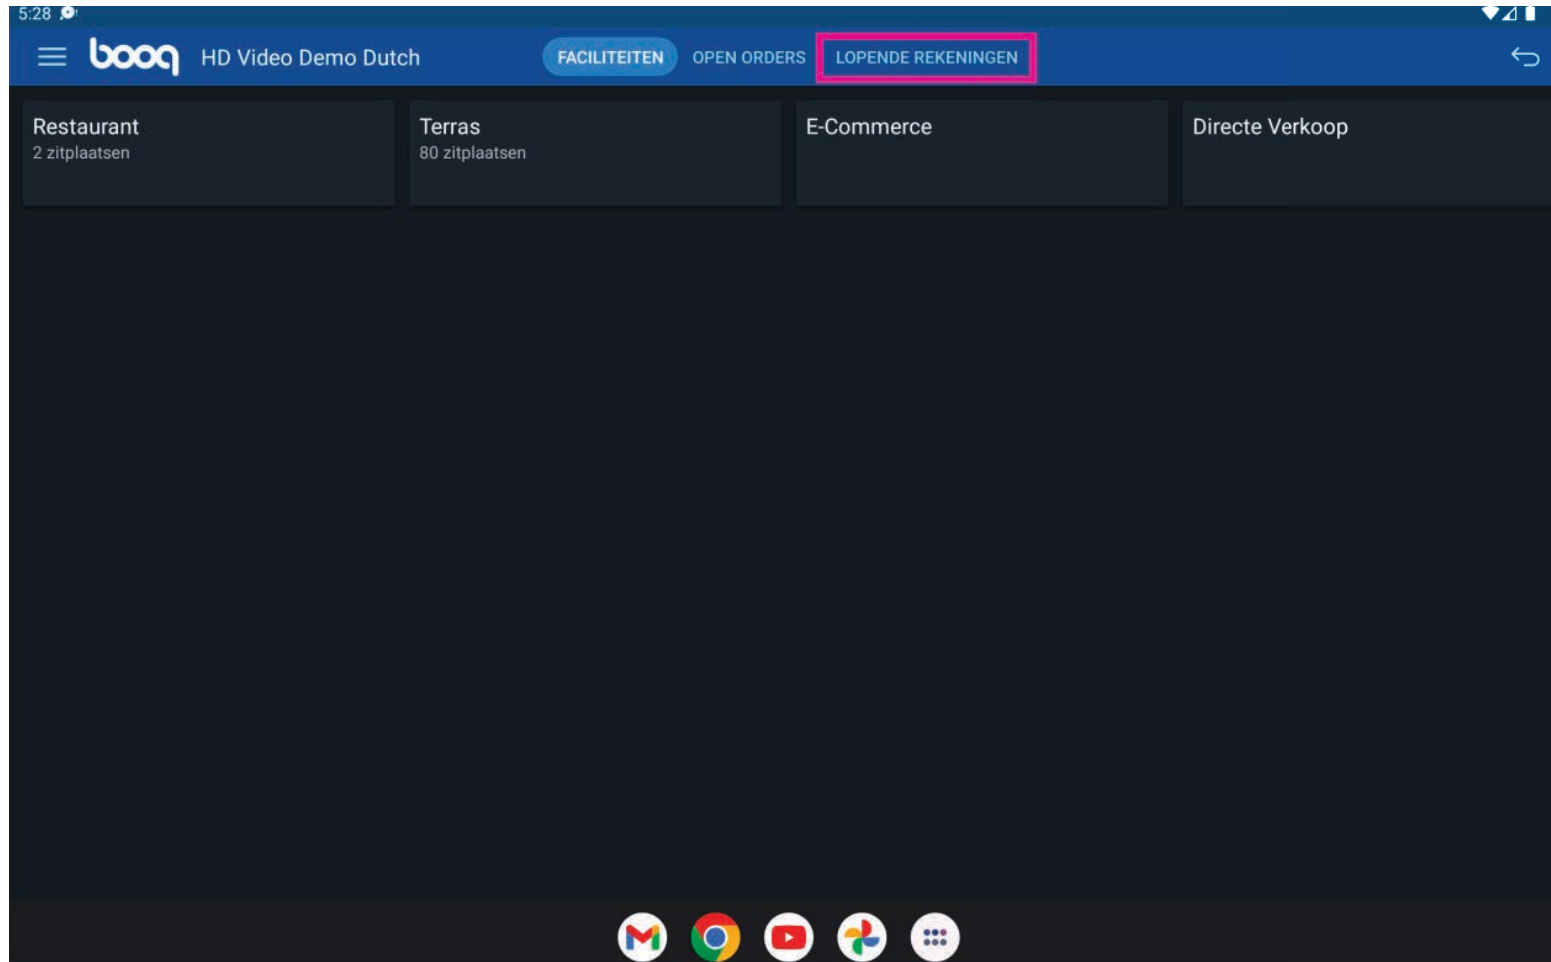 5:28
booq HD Video Demo Dutch FACILITEITEN OPEN ORDERS LOPENDE REKENINGEN
Restaurant
2 zitplaatsen
Terras
80 zitplaatsen
E-Commerce
Directe Verkoop